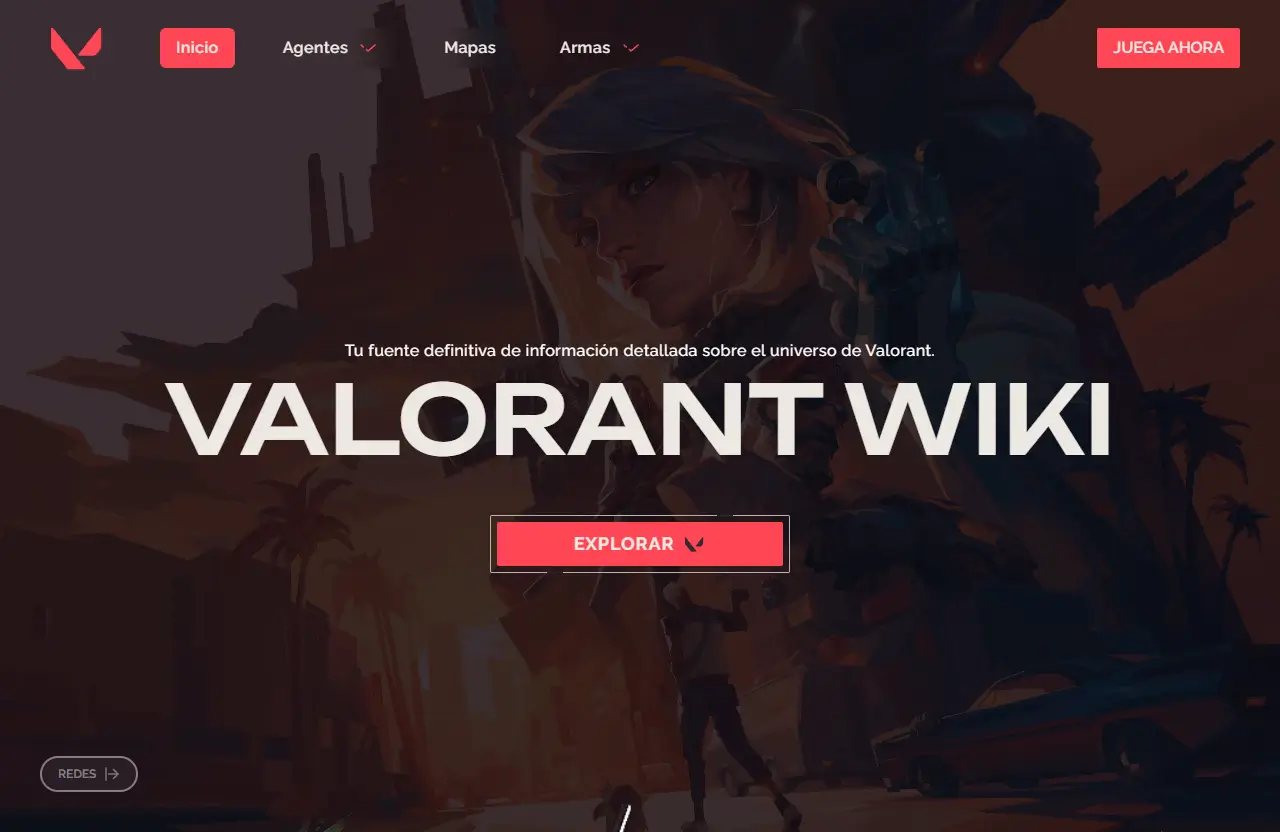 Inicio
Agentes
Mapas
Armas
JUEGA AHORA
Tu fuente definitiva de información detallada sobre el universo de Valorant.
VALORANT WIKI
EXPLORAR
REDES